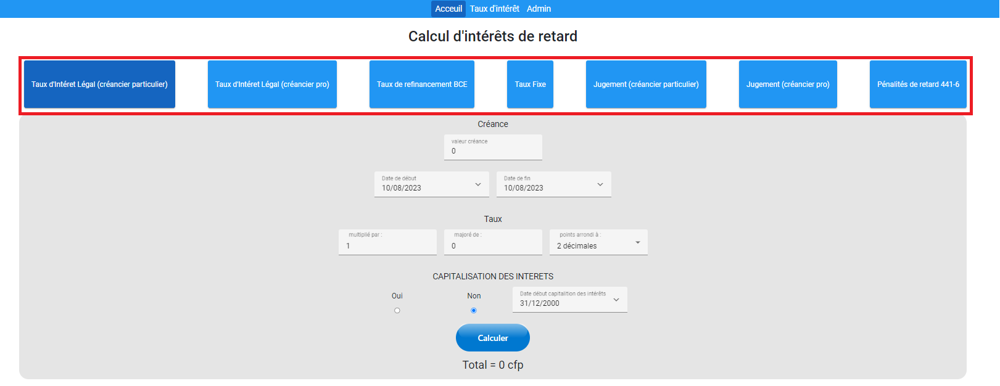 Acceuil Taux d'intérêt Admin
Calcul d'intérêts de retard
Taux d'Intéret Légal (créancier particulier) Taux d'Intéret Légal (créancier pro) Taux de refinancement BCE Taux Fixe Jugement (créancier particulier) Jugement (créancier pro) Pénalités de retard 441-6
Créance
valeur créance
0
Date de début Date de fin
10/08/2023 10/08/2023
Taux
multiplié par : majoré de : points arrondi à :
1 0 2 décimales
CAPITALISATION DES INTERETS
Oui Non Date début capitalition des intérêts
31/12/2000
Calculer
Total = 0 cfp